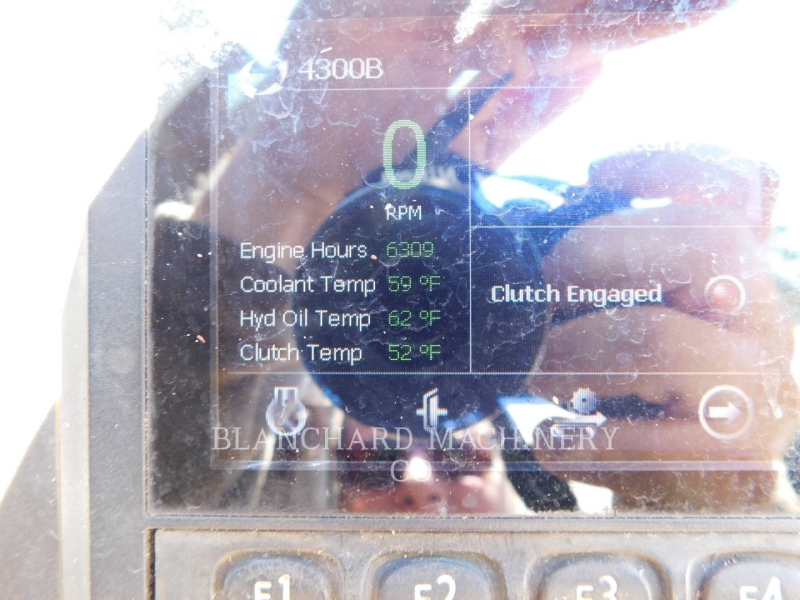 4300B
0
RPM
Engine Hours 6309
Coolant Temp 59 °F
Hyd Oil Temp 62 °F
Clutch Temp 52 °F
Clutch Engaged
BLANCHARD MACHINERY
CO
F1 F2 F3 F4